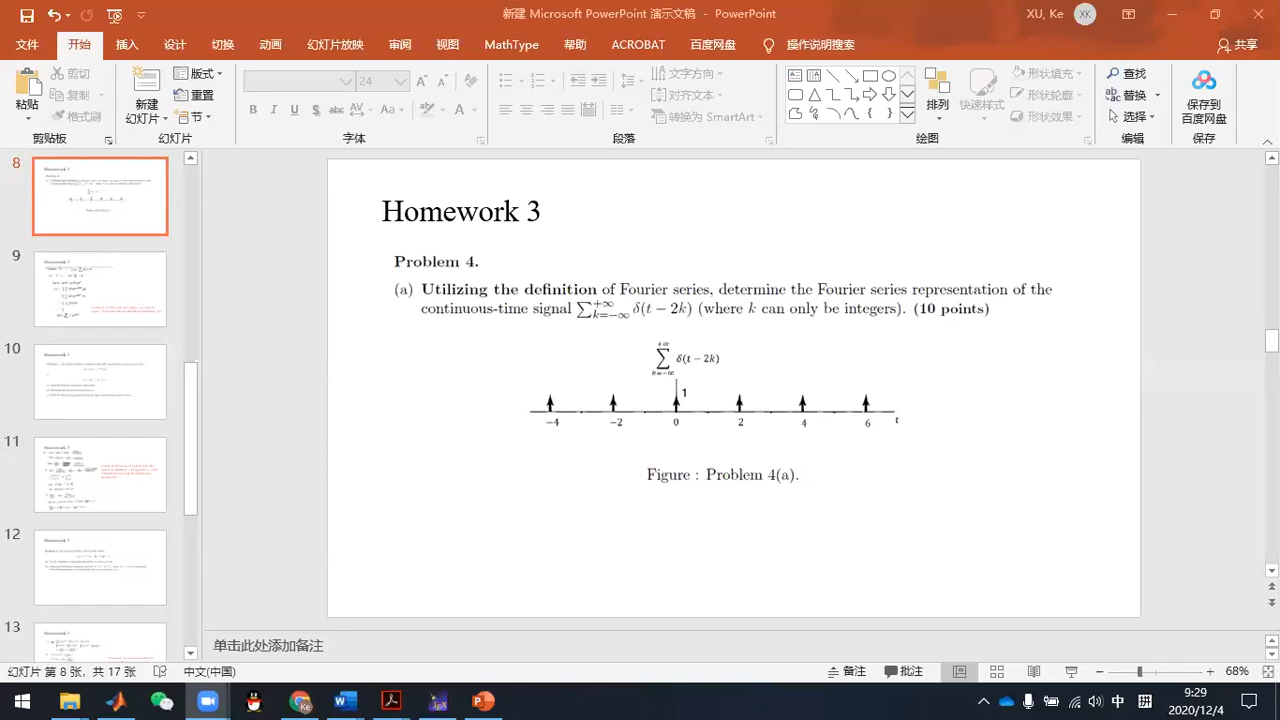 新建 Microsoft PowerPoint 演示文稿 - PowerPoint
XU, Ke
XK
文件 开始 插入 设计 切换 动画 幻灯片放映 审阅 视图 MathType 帮助 ACROBAT 百度网盘 操作说明搜索
共享
粘贴
剪切
复制
格式刷
剪贴板
新建
幻灯片
版式
重置
节
幻灯片
24
B I U S abc AV Aa A
字体
文字方向
对齐文本
转换为 SmartArt
段落
排列
快速样式
形状填充
形状轮廓
形状效果
绘图
查找
替换
选择
编辑
保存到
百度网盘
保存
8
9
10
11
12
13
Homework 3
Problem 4.
(a) Utilizing the definition of Fourier series, determine the Fourier series representation of the
continuous-time signal ∑_{k=−∞}^{+∞} δ(t − 2k) (where k can only be integers). (10 points)
∑_{k=−∞}^{+∞} δ(t − 2k)
1
−4 −2 0 2 4 6 t
Figure : Problem 4(a).
单击此处添加备注
幻灯片 第 8 张，共 17 张
中文(中国)
备注
批注
68%
中
拼
9:29
2020/12/4